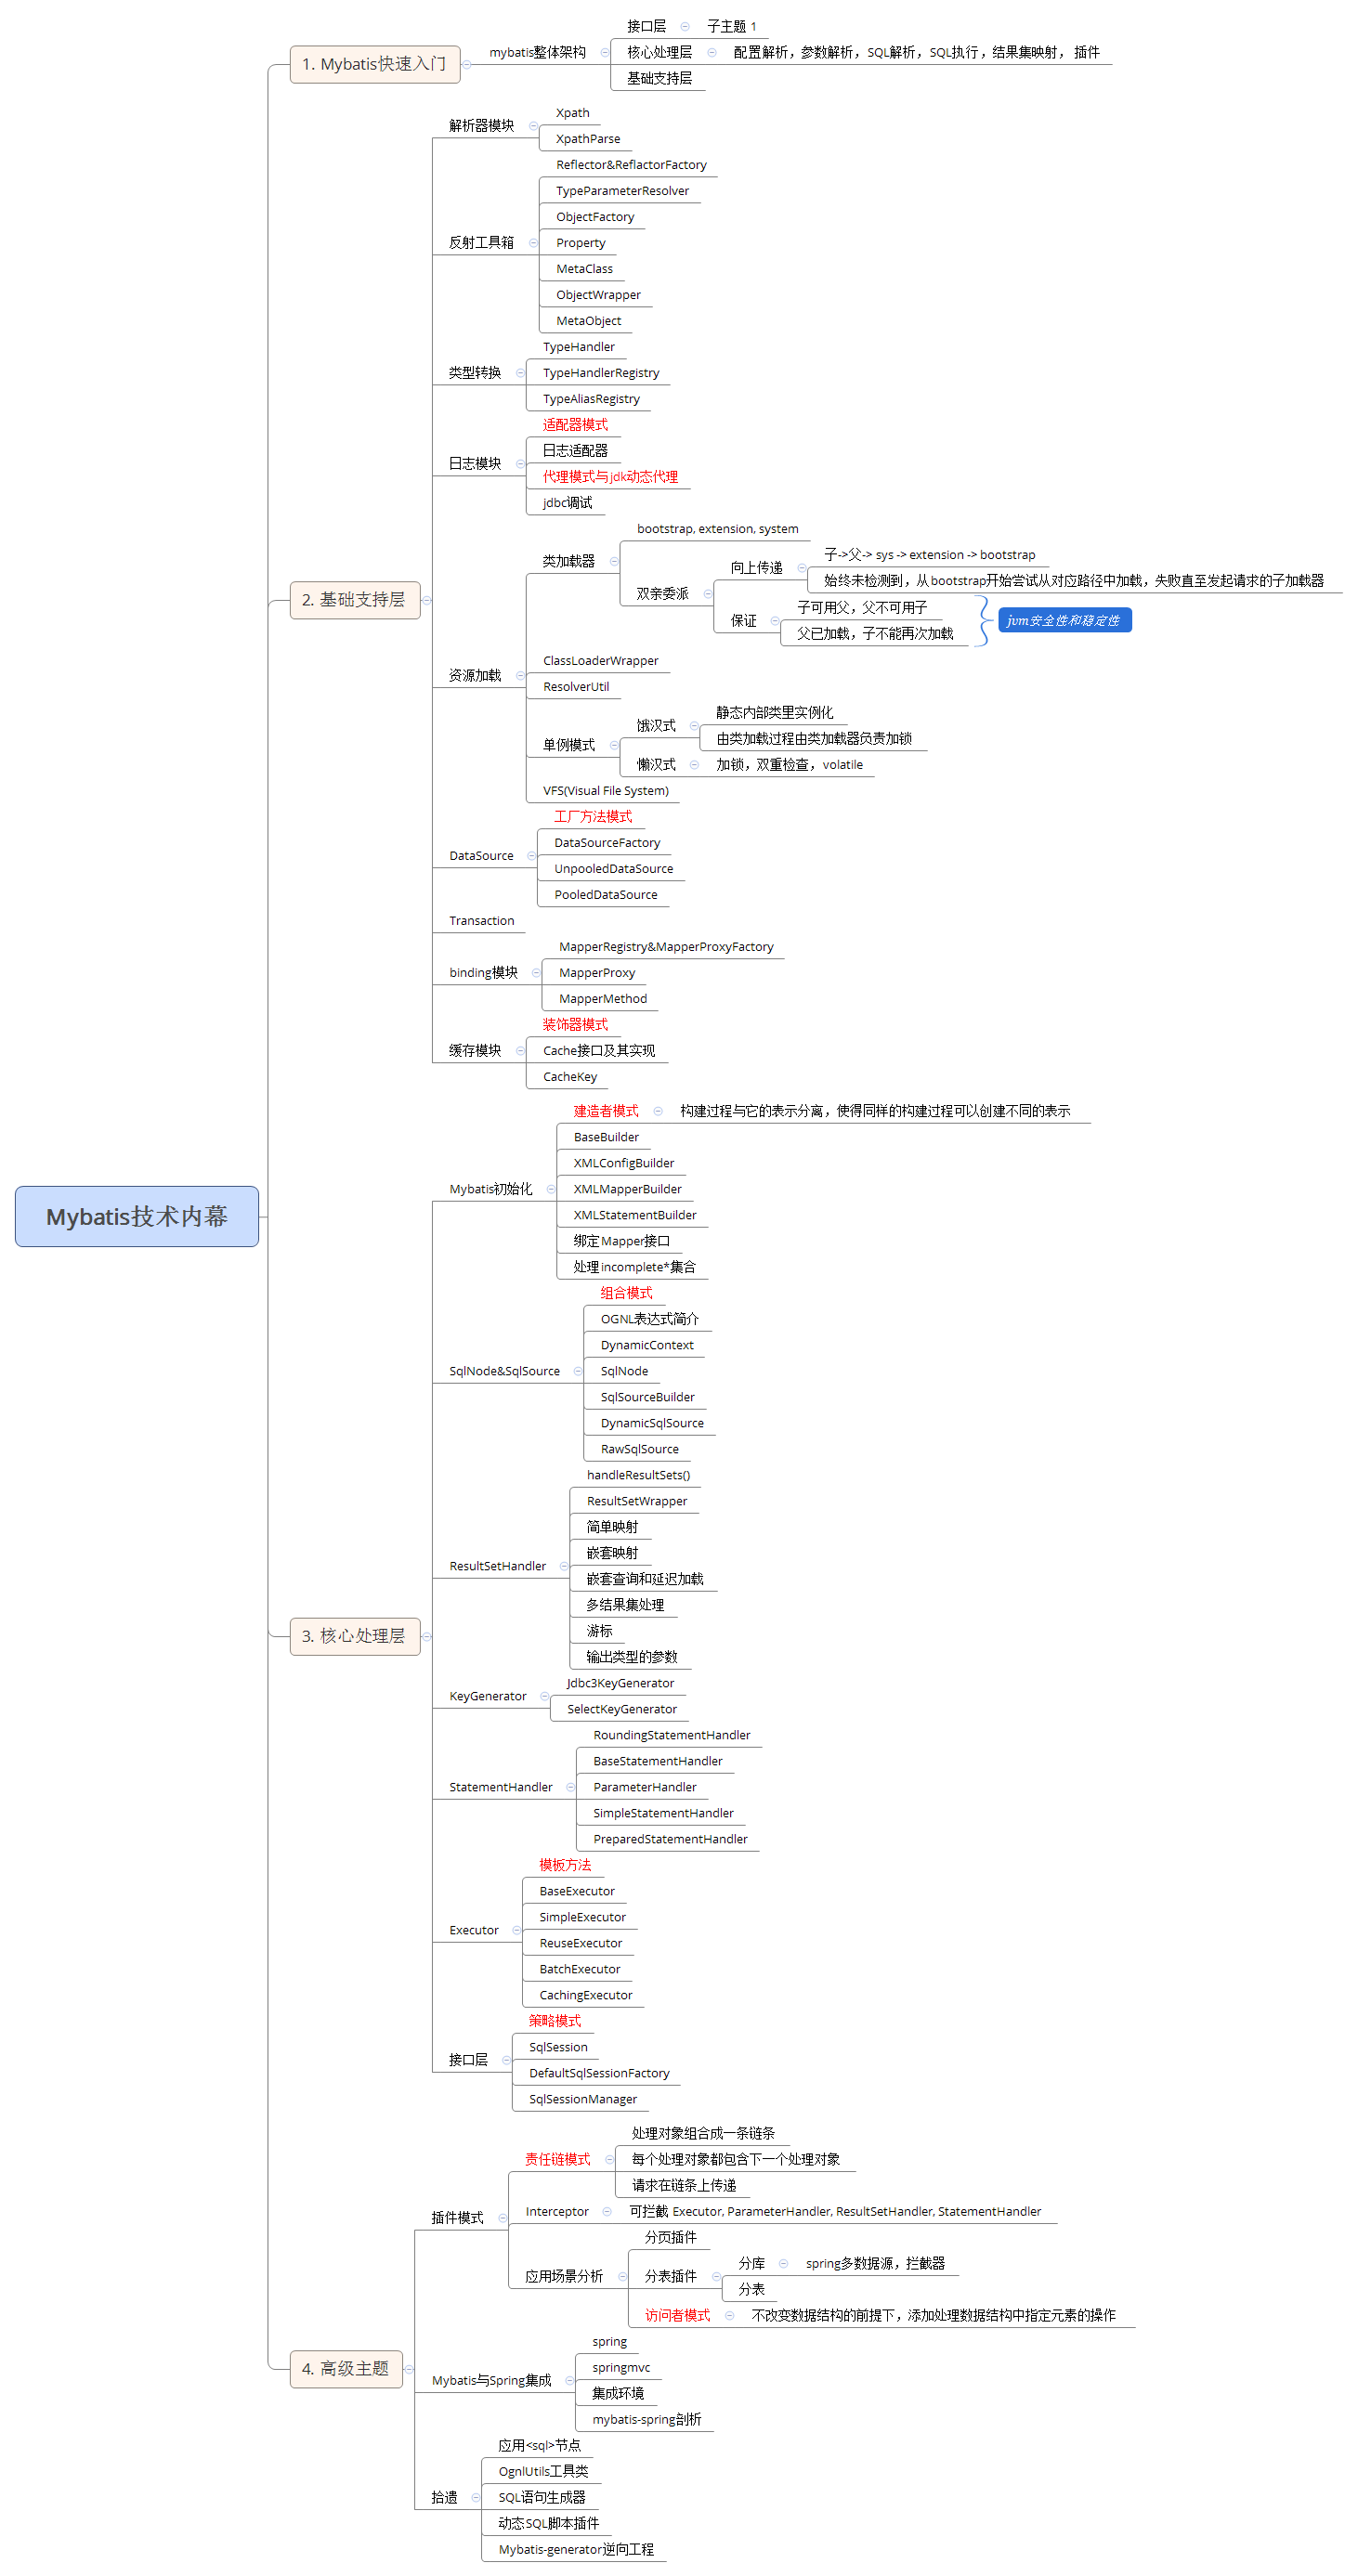 Mybatis技术内幕
1. Mybatis快速入门
mybatis整体架构
接口层
子主题 1
核心处理层
配置解析，参数解析，SQL解析，SQL执行，结果集映射， 插件
基础支持层
2. 基础支持层
解析器模块
Xpath
XpathParse
反射工具箱
Reflector&ReflactorFactory
TypeParameterResolver
ObjectFactory
Property
MetaClass
ObjectWrapper
MetaObject
类型转换
TypeHandler
TypeHandlerRegistry
TypeAliasRegistry
日志模块
适配器模式
日志适配器
代理模式与jdk动态代理
jdbc调试
资源加载
类加载器
bootstrap, extension, system
双亲委派
向上传递
子->父-> sys -> extension -> bootstrap
始终未检测到，从bootstrap开始尝试从对应路径中加载，失败直至发起请求的子加载器
保证
子可用父，父不可用子
父已加载，子不能再次加载
jvm安全性和稳定性
ClassLoaderWrapper
ResolverUtil
单例模式
饿汉式
静态内部类里实例化
由类加载过程由类加载器负责加锁
懒汉式
加锁，双重检查，volatile
VFS(Visual File System)
DataSource
工厂方法模式
DataSourceFactory
UnpooledDataSource
PooledDataSource
Transaction
binding模块
MapperRegistry&MapperProxyFactory
MapperProxy
MapperMethod
缓存模块
装饰器模式
Cache接口及其实现
CacheKey
3. 核心处理层
Mybatis初始化
建造者模式
构建过程与它的表示分离，使得同样的构建过程可以创建不同的表示
BaseBuilder
XMLConfigBuilder
XMLMapperBuilder
XMLStatementBuilder
绑定Mapper接口
处理incomplete*集合
SqlNode&SqlSource
组合模式
OGNL表达式简介
DynamicContext
SqlNode
SqlSourceBuilder
DynamicSqlSource
RawSqlSource
ResultSetHandler
handleResultSets()
ResultSetWrapper
简单映射
嵌套映射
嵌套查询和延迟加载
多结果集处理
游标
输出类型的参数
KeyGenerator
Jdbc3KeyGenerator
SelectKeyGenerator
StatementHandler
RoundingStatementHandler
BaseStatementHandler
ParameterHandler
SimpleStatementHandler
PreparedStatementHandler
Executor
模板方法
BaseExecutor
SimpleExecutor
ReuseExecutor
BatchExecutor
CachingExecutor
接口层
策略模式
SqlSession
DefaultSqlSessionFactory
SqlSessionManager
4. 高级主题
插件模式
责任链模式
处理对象组合成一条链条
每个处理对象都包含下一个处理对象
请求在链条上传递
Interceptor
可拦截 Executor, ParameterHandler, ResultSetHandler, StatementHandler
应用场景分析
分页插件
分表插件
分库
spring多数据源，拦截器
分表
访问者模式
不改变数据结构的前提下，添加处理数据结构中指定元素的操作
Mybatis与Spring集成
spring
springmvc
集成环境
mybatis-spring剖析
拾遗
应用<sql>节点
OgnlUtils工具类
SQL语句生成器
动态SQL脚本插件
Mybatis-generator逆向工程